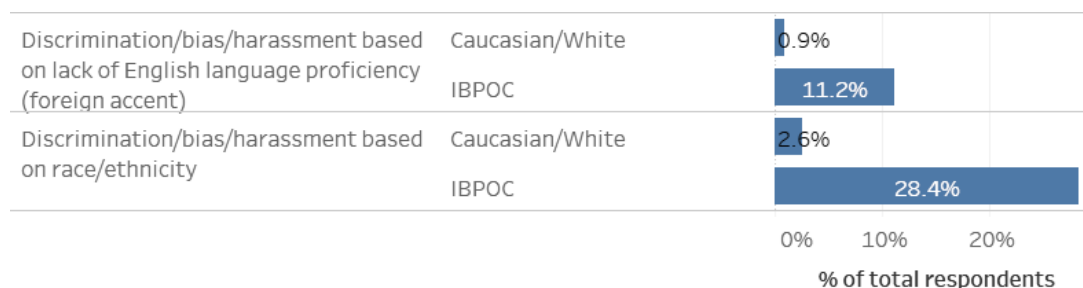 Discrimination/bias/harassment based
on lack of English language proficiency
(foreign accent)
Caucasian/White
0.9%
IBPOC
11.2%
Discrimination/bias/harassment based
on race/ethnicity
Caucasian/White
2.6%
IBPOC
28.4%
0% 10% 20%
% of total respondents